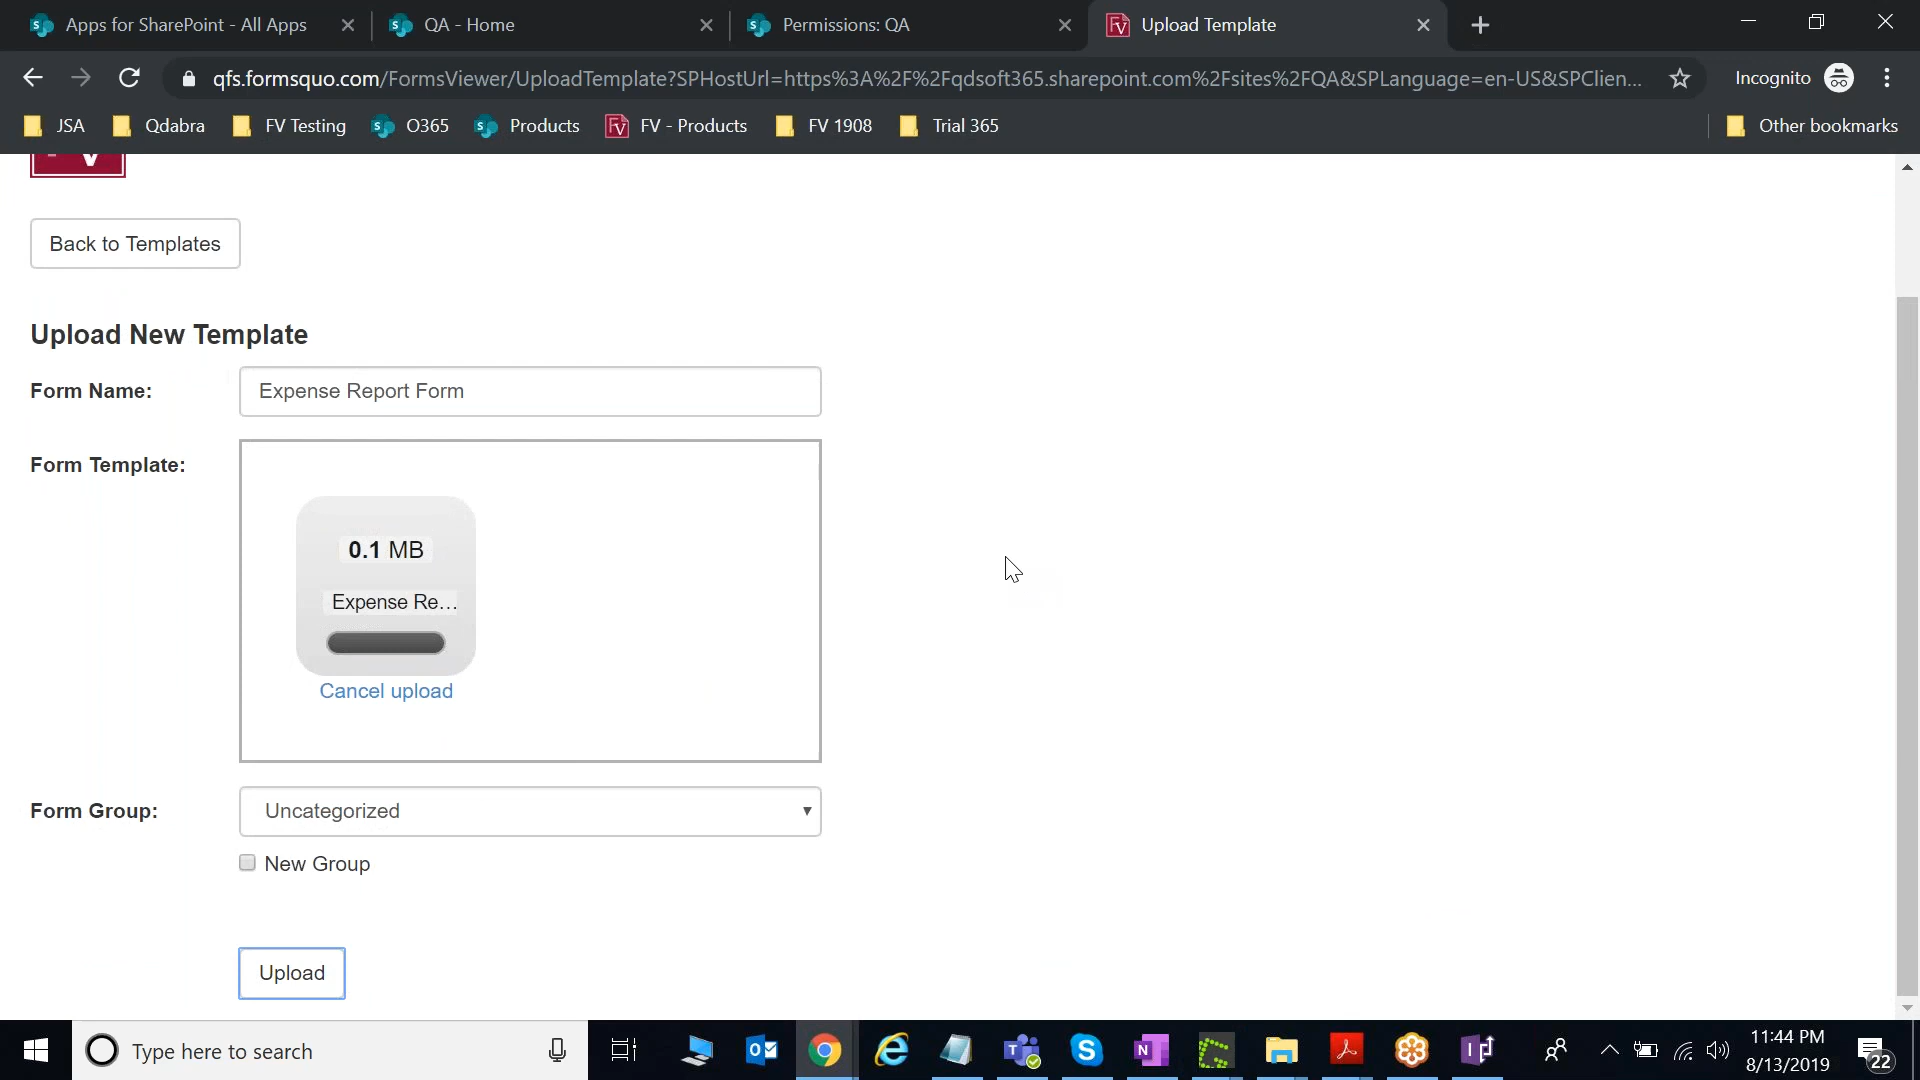 Apps for SharePoint - All Apps
QA - Home
Permissions: QA
Upload Template
qfs.formsquo.com/FormsViewer/UploadTemplate?SPHostUrl=https%3A%2F%2Fqdsoft365.sharepoint.com%2Fsites%2FQA&SPLanguage=en-US&SPClien...
Incognito
JSA
Qdabra
FV Testing
O365
Products
FV - Products
FV 1908
Trial 365
Other bookmarks
V
Back to Templates
Upload New Template
Form Name:
Expense Report Form
Form Template:
0.1 MB
Expense Re...
Cancel upload
Form Group:
Uncategorized
New Group
Upload
Type here to search
11:44 PM
8/13/2019
22